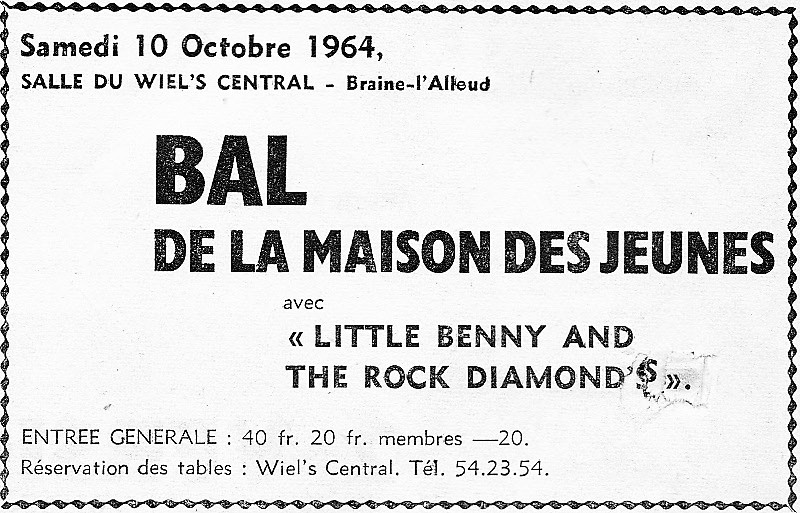 Samedi 10 Octobre 1964,
SALLE DU WIEL'S CENTRAL - Braine-l'Alleud
BAL
DE LA MAISON DES JEUNES
avec
« LITTLE BENNY AND
THE ROCK DIAMOND'S ».
ENTREE GENERALE : 40 fr. 20 fr. membres —20.
Réservation des tables : Wiel's Central. Tél. 54.23.54.